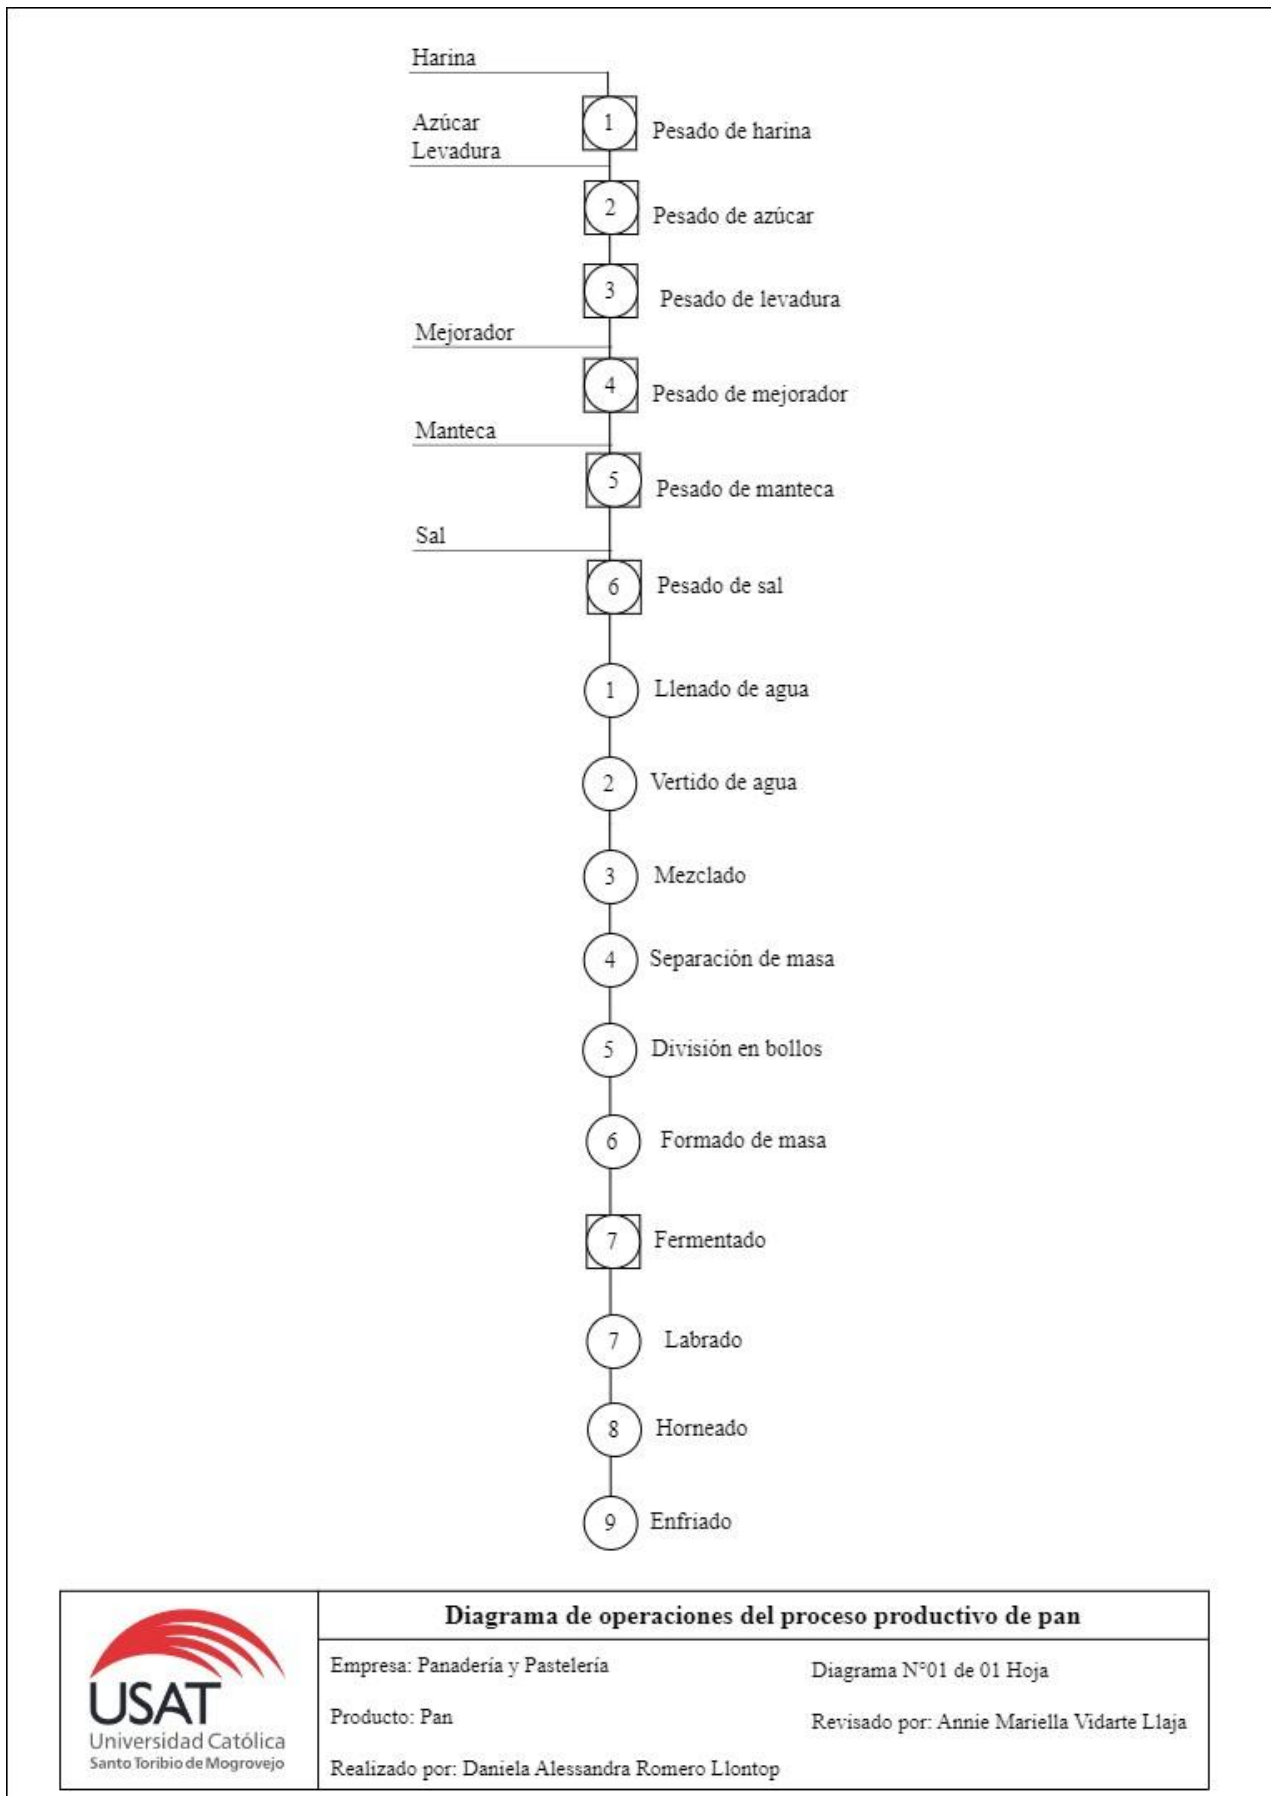 Harina
1 Pesado de harina
Azúcar
Levadura
2 Pesado de azúcar
3 Pesado de levadura
Mejorador
4 Pesado de mejorador
Manteca
5 Pesado de manteca
Sal
6 Pesado de sal
1 Llenado de agua
2 Vertido de agua
3 Mezclado
4 Separación de masa
5 División en bollos
6 Formado de masa
7 Fermentado
7 Labrado
8 Horneado
9 Enfriado
USAT
Universidad Católica
Santo Toribio de Mogrovejo
Diagrama de operaciones del proceso productivo de pan
Empresa: Panadería y Pastelería
Diagrama N°01 de 01 Hoja
Producto: Pan
Revisado por: Annie Mariella Vidarte Llaja
Realizado por: Daniela Alessandra Romero Llontop